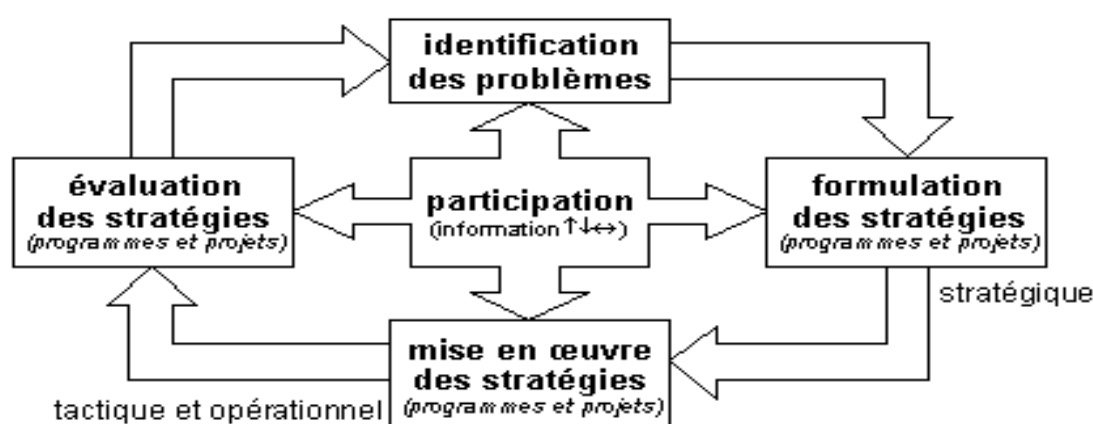 identification
des problèmes
évaluation
des stratégies
(programmes et projets)
participation
(information ↑↓↔)
formulation
des stratégies
(programmes et projets)
stratégique
mise en œuvre
des stratégies
(programmes et projets)
tactique et opérationnel